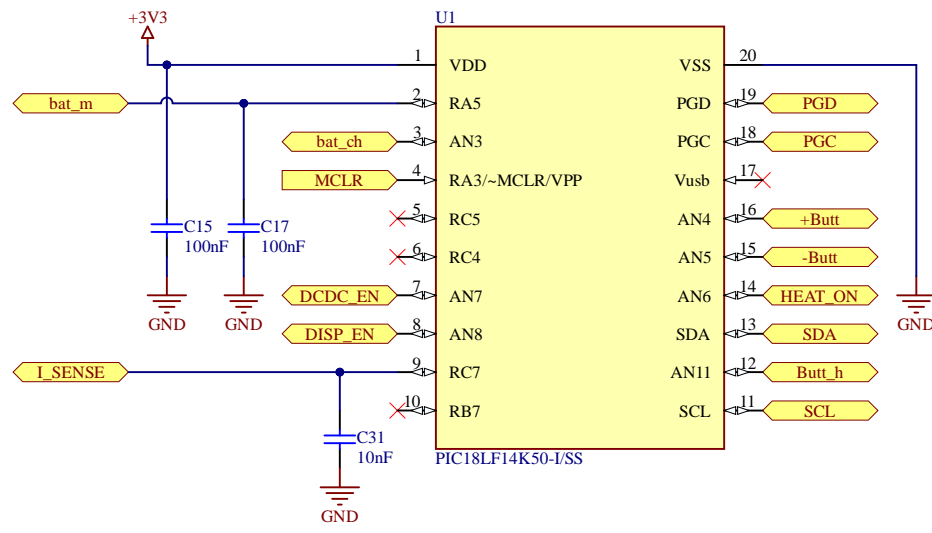 +3V3
U1
1 VDD VSS 20
bat_m 2 RA5 PGD 19 PGD
bat_ch 3 AN3 PGC 18 PGC
MCLR 4 RA3/~MCLR/VPP Vusb 17
5 RC5 AN4 16 +Butt
C15 C17
100nF 100nF
6 RC4 AN5 15 -Butt
DCDC_EN 7 AN7 AN6 14 HEAT_ON
GND GND GND
DISP_EN 8 AN8 SDA 13 SDA
I_SENSE 9 RC7 AN11 12 Butt_h
10 RB7 SCL 11 SCL
C31
10nF
PIC18LF14K50-I/SS
GND